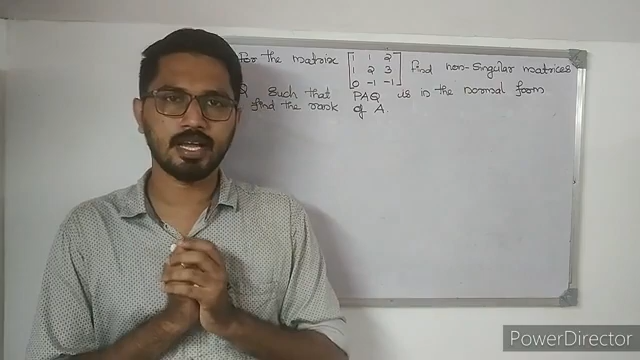 For the matrix [1 1 2] find non-singular matrices
[1 2 3]
[0 -1 -1]
Q such that PAQ is in the normal form
find the rank of A.
PowerDirector